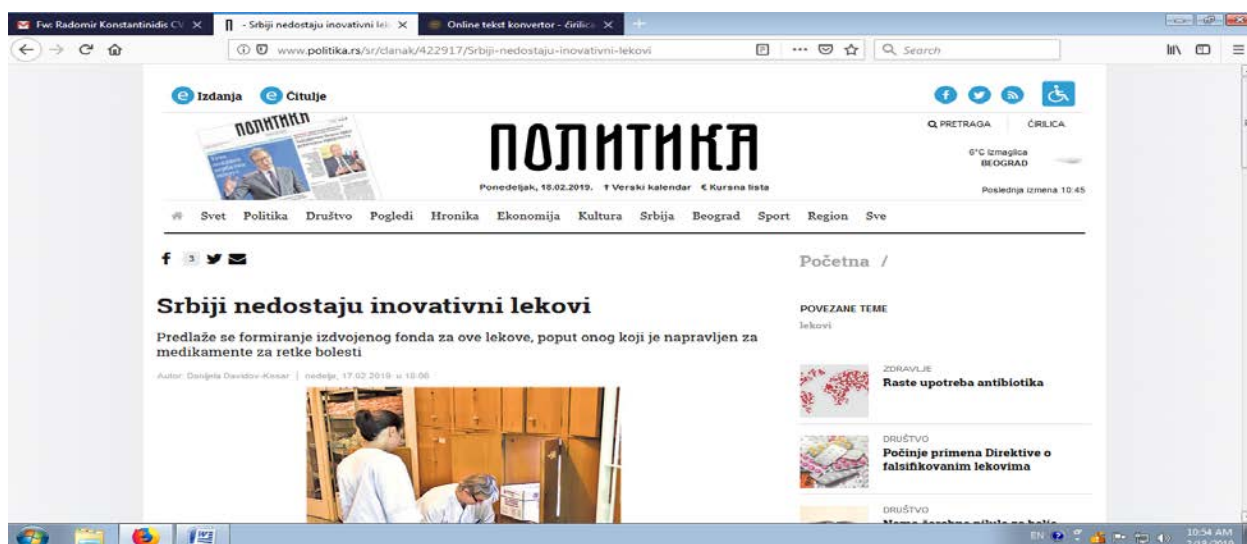 Fw: Radomir Konstantinidis CV
- Srbiji nedostaju inovativni lek
Online tekst konvertor - ćirilica
www.politika.rs/sr/clanak/422917/Srbiji-nedostaju-inovativni-lekovi
Search
e Izdanja e Čitulje
ПОЛИТИКА
ПОЛИТИКА
PRETRAGA ĆIRILICA
6°C Izmaglica
BEOGRAD
Ponedeljak, 18.02.2019. † Verski kalendar € Kursna lista
Poslednja izmena 10:45
Svet Politika Društvo Pogledi Hronika Ekonomija Kultura Srbija Beograd Sport Region Sve
f 3
Početna /
Srbiji nedostaju inovativni lekovi
Predlaže se formiranje izdvojenog fonda za ove lekove, poput onog koji je napravljen za
medikamente za retke bolesti
Autor: Danijela Davidov-Kesar | nedelja, 17.02.2019. u
POVEZANE TEME
lekovi
ZDRAVLJE
Raste upotreba antibiotika
DRUŠTVO
Počinje primena Direktive o
falsifikovanim lekovima
DRUŠTVO
EN
10:54 AM
2/18/2019